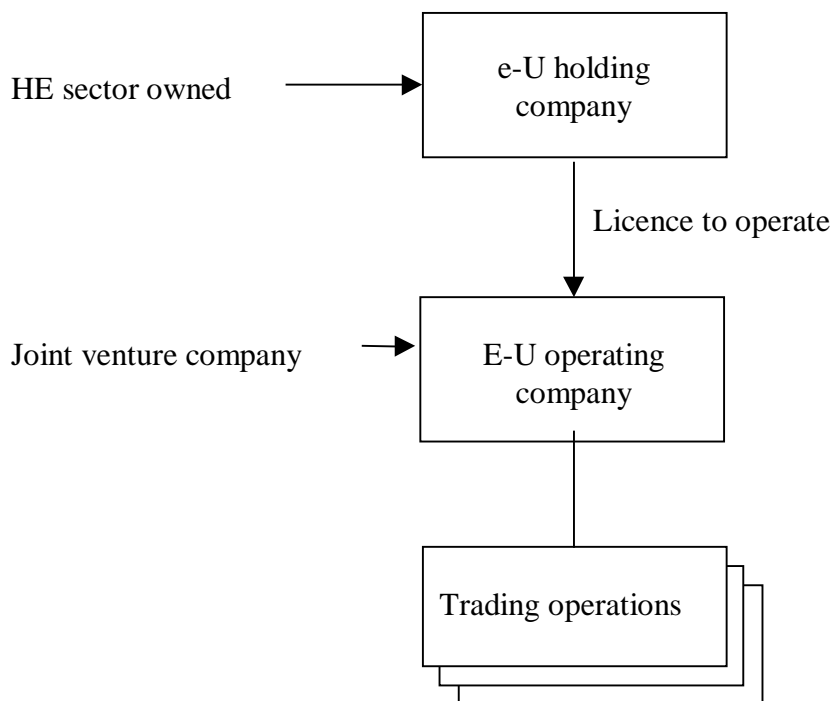 HE sector owned
e-U holding
company
Licence to operate
Joint venture company
E-U operating
company
Trading operations